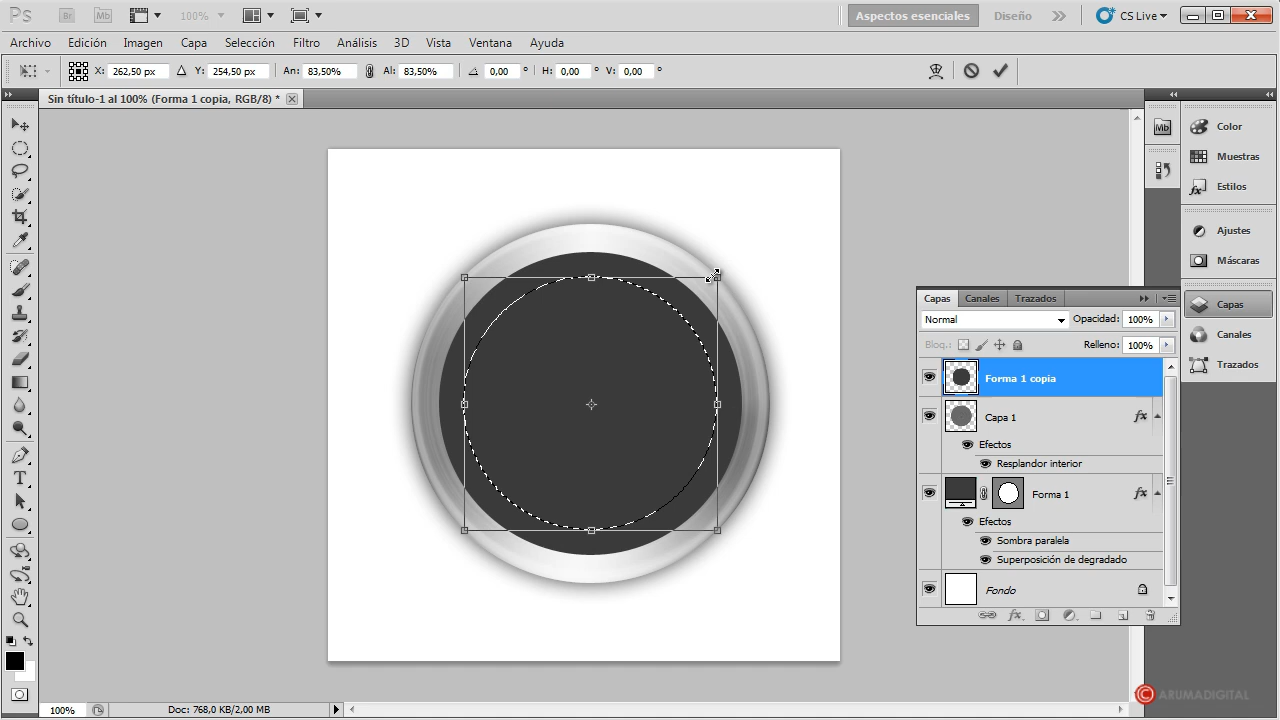 Ps Br Mb 100% Aspectos esenciales Diseño CS Live
Archivo Edición Imagen Capa Selección Filtro Análisis 3D Vista Ventana Ayuda
X: 262,50 px Y: 254,50 px An: 83,50% Al: 83,50% 0,00 ° H: 0,00 ° V: 0,00 °
Sin título-1 al 100% (Forma 1 copia, RGB/8) *
Mb
Color
Muestras
Estilos
Ajustes
Máscaras
Capas
Canales
Trazados
Capas Canales Trazados
Normal Opacidad: 100%
Bloq.: Relleno: 100%
Forma 1 copia
Capa 1 fx
Efectos
Resplandor interior
Forma 1 fx
Efectos
Sombra paralela
Superposición de degradado
Fondo
fx
T
100% Doc: 768,0 KB/2,00 MB
© ARUMADIGITAL